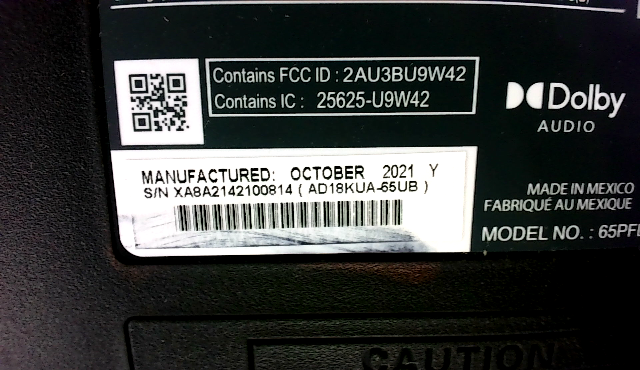 Contains FCC ID : 2AU3BU9W42
Contains IC : 25625-U9W42
Dolby
AUDIO
MANUFACTURED: OCTOBER 2021 Y
S/N XA8A2142100814 ( AD18KUA-65UB )
MADE IN MEXICO
FABRIQUÉ AU MEXIQUE
MODEL NO. : 65PFL
CAUTION